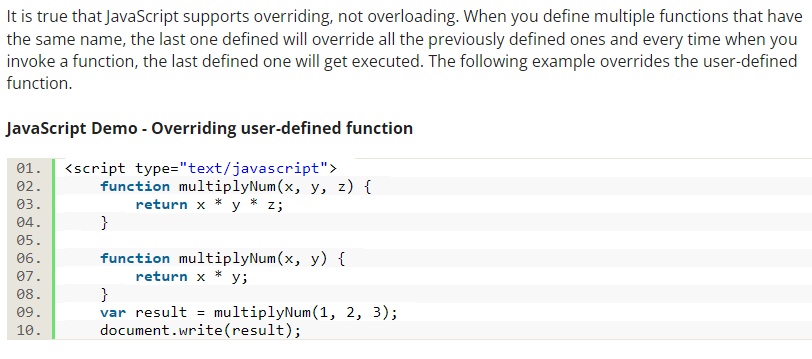 It is true that JavaScript supports overriding, not overloading. When you define multiple functions that have
the same name, the last one defined will override all the previously defined ones and every time when you
invoke a function, the last defined one will get executed. The following example overrides the user-defined
function.
JavaScript Demo - Overriding user-defined function
01. <script type="text/javascript">
02.     function multiplyNum(x, y, z) {
03.         return x * y * z;
04.     }
05.
06.     function multiplyNum(x, y) {
07.         return x * y;
08.     }
09.     var result = multiplyNum(1, 2, 3);
10.     document.write(result);